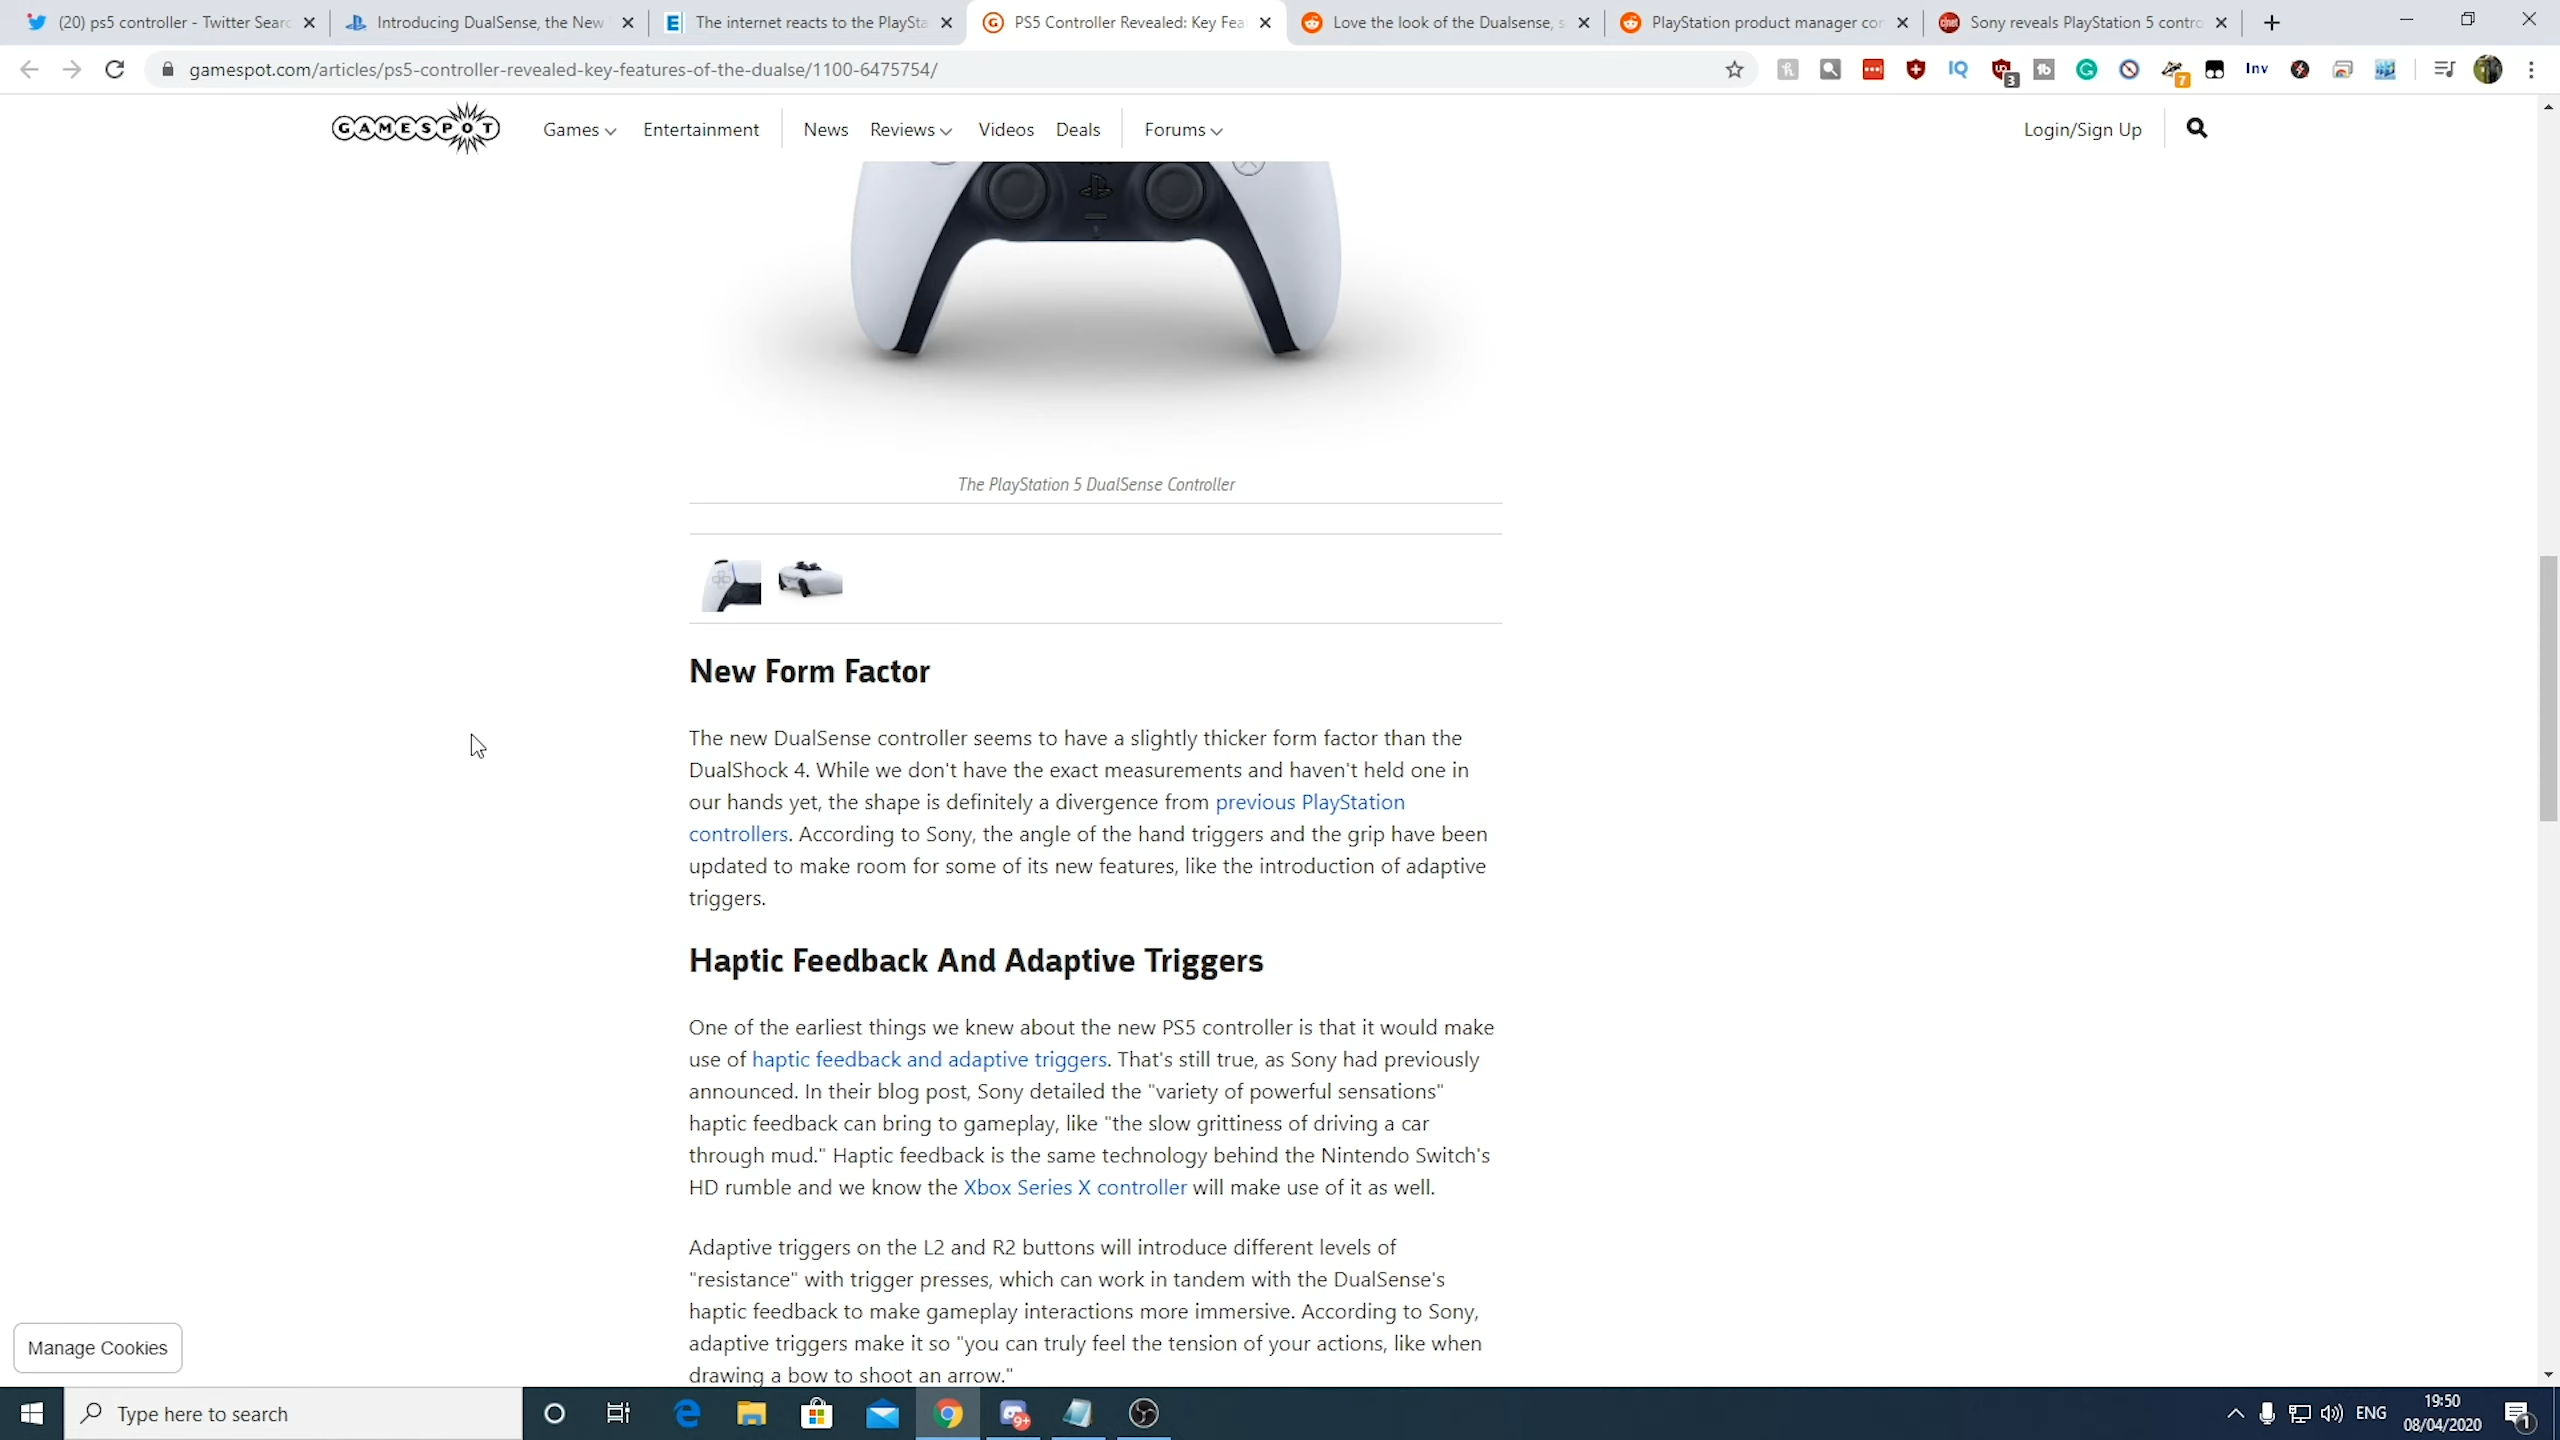 (20) ps5 controller - Twitter Searc
Introducing DualSense, the New
The internet reacts to the PlaySta
PS5 Controller Revealed: Key Fea
Love the look of the Dualsense, s
PlayStation product manager cor
Sony reveals PlayStation 5 contro
gamespot.com/articles/ps5-controller-revealed-key-features-of-the-dualse/1100-6475754/
IQ
3
7
Inv
GAMESPOT
Games
Entertainment
News
Reviews
Videos
Deals
Forums
Login/Sign Up
The PlayStation 5 DualSense Controller
New Form Factor
The new DualSense controller seems to have a slightly thicker form factor than the
DualShock 4. While we don't have the exact measurements and haven't held one in
our hands yet, the shape is definitely a divergence from previous PlayStation
controllers. According to Sony, the angle of the hand triggers and the grip have been
updated to make room for some of its new features, like the introduction of adaptive
triggers.
Haptic Feedback And Adaptive Triggers
One of the earliest things we knew about the new PS5 controller is that it would make
use of haptic feedback and adaptive triggers. That's still true, as Sony had previously
announced. In their blog post, Sony detailed the "variety of powerful sensations"
haptic feedback can bring to gameplay, like "the slow grittiness of driving a car
through mud." Haptic feedback is the same technology behind the Nintendo Switch's
HD rumble and we know the Xbox Series X controller will make use of it as well.
Adaptive triggers on the L2 and R2 buttons will introduce different levels of
"resistance" with trigger presses, which can work in tandem with the DualSense's
haptic feedback to make gameplay interactions more immersive. According to Sony,
adaptive triggers make it so "you can truly feel the tension of your actions, like when
drawing a bow to shoot an arrow."
Manage Cookies
Type here to search
9+
ENG
19:50
08/04/2020
1